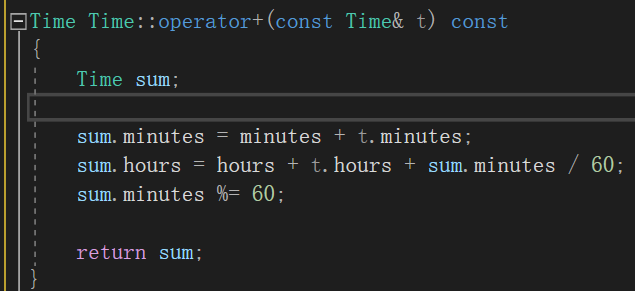 Time Time::operator+(const Time& t) const
{
    Time sum;

    sum.minutes = minutes + t.minutes;
    sum.hours = hours + t.hours + sum.minutes / 60;
    sum.minutes %= 60;

    return sum;
}